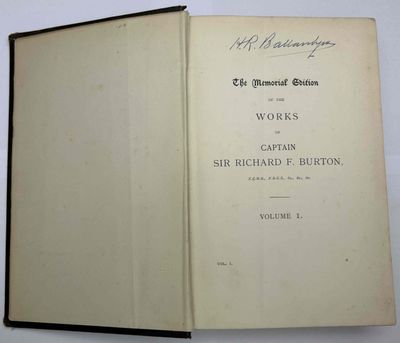 H.R. Ballantyne
The Memorial Edition
OF THE
WORKS
OF
CAPTAIN
SIR RICHARD F. BURTON,
K.C.M.G., F.R.G.S., &c., &c., &c.
VOLUME I.
VOL. I.